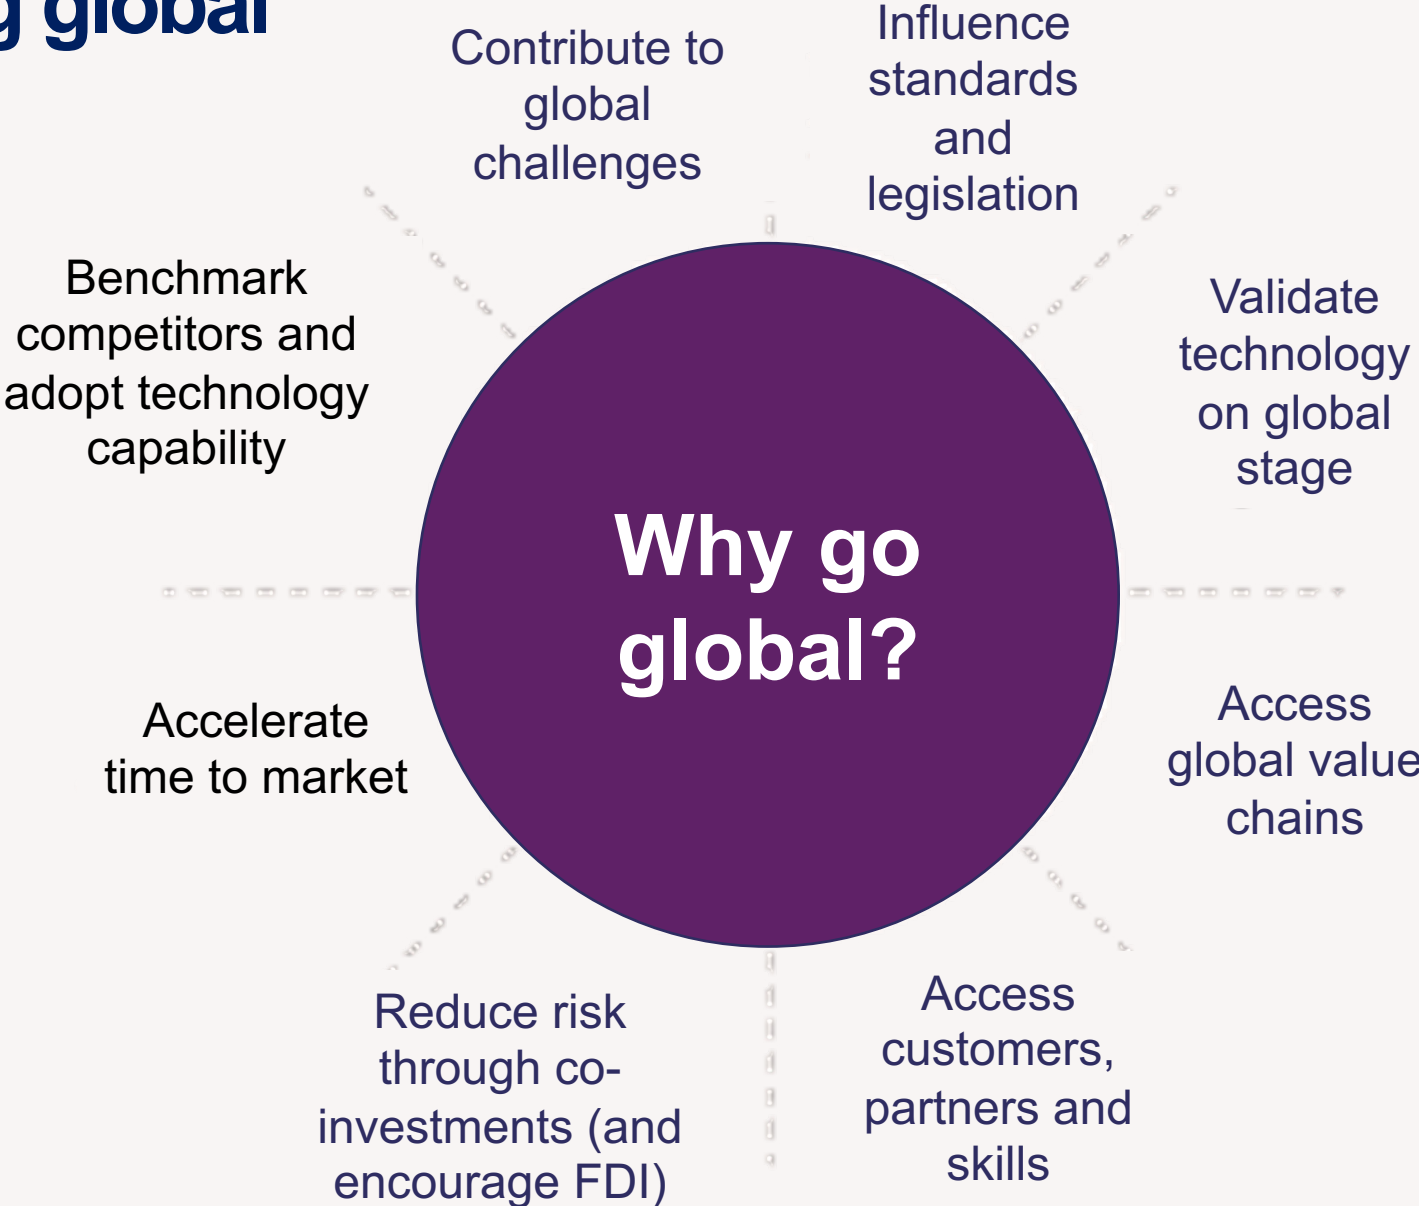 g global
Contribute to
global
challenges
Influence
standards
and
legislation
Benchmark
competitors and
adopt technology
capability
Validate
technology
on global
stage
Why go
global?
Accelerate
time to market
Access
global value
chains
Reduce risk
through co-
investments (and
encourage FDI)
Access
customers,
partners and
skills